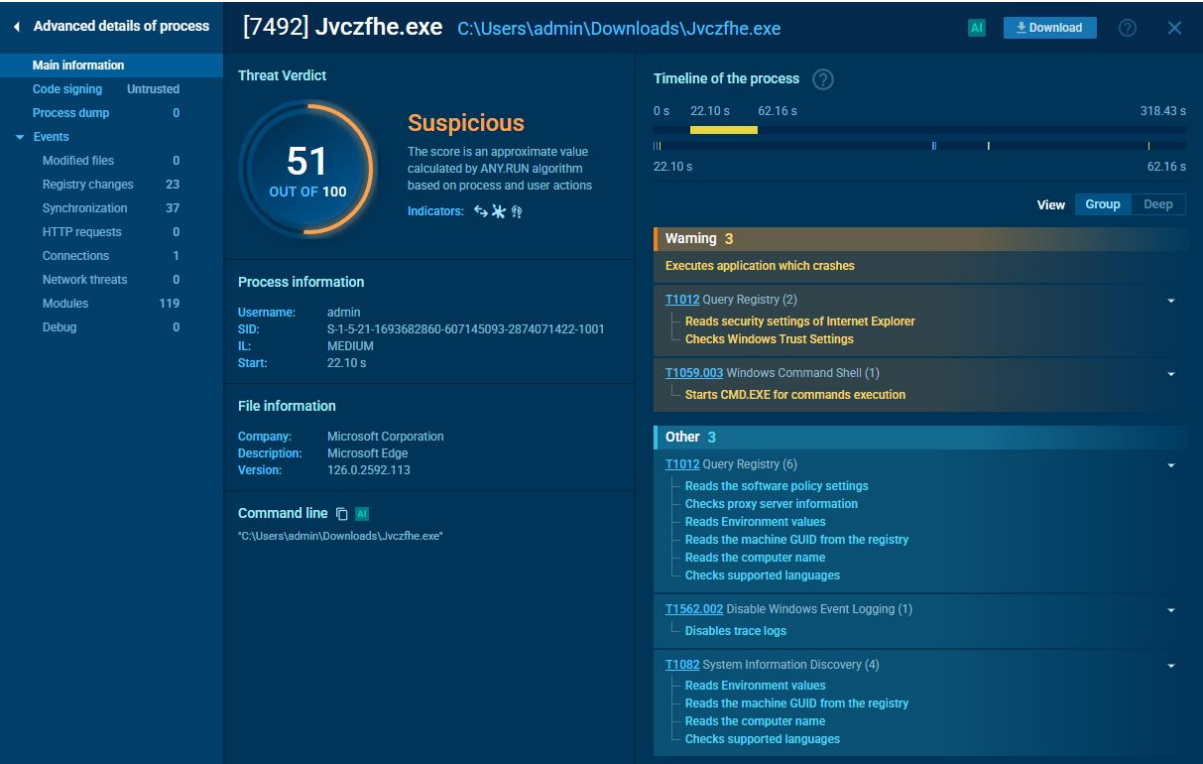 Advanced details of process
[7492] Jvczfhe.exe C:\Users\admin\Downloads\Jvczfhe.exe
AI
Download
?
Main information
Code signing Untrusted
Process dump 0
Events
Modified files 0
Registry changes 23
Synchronization 37
HTTP requests 0
Connections 1
Network threats 0
Modules 119
Debug 0
Threat Verdict
51
OUT OF 100
Suspicious
The score is an approximate value
calculated by ANY.RUN algorithm
based on process and user actions
Indicators:
Process information
Username: admin
SID: S-1-5-21-1693682860-607145093-2874071422-1001
IL: MEDIUM
Start: 22.10 s
File information
Company: Microsoft Corporation
Description: Microsoft Edge
Version: 126.0.2592.113
Command line AI
"C:\Users\admin\Downloads\Jvczfhe.exe"
Timeline of the process ?
0 s 22.10 s 62.16 s 318.43 s
22.10 s 62.16 s
View Group Deep
Warning 3
Executes application which crashes
T1012 Query Registry (2)
Reads security settings of Internet Explorer
Checks Windows Trust Settings
T1059.003 Windows Command Shell (1)
Starts CMD.EXE for commands execution
Other 3
T1012 Query Registry (6)
Reads the software policy settings
Checks proxy server information
Reads Environment values
Reads the machine GUID from the registry
Reads the computer name
Checks supported languages
T1562.002 Disable Windows Event Logging (1)
Disables trace logs
T1082 System Information Discovery (4)
Reads Environment values
Reads the machine GUID from the registry
Reads the computer name
Checks supported languages